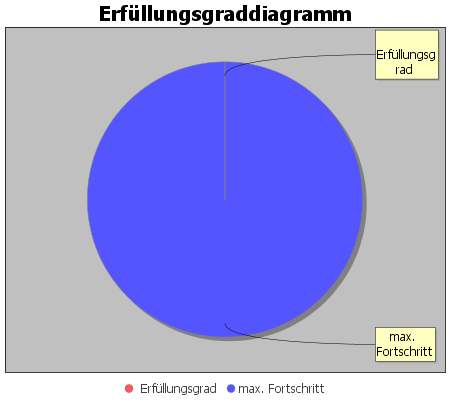 Erfüllungsgraddiagramm
Erfüllungsg
rad
max.
Fortschritt
Erfüllungsgrad max. Fortschritt